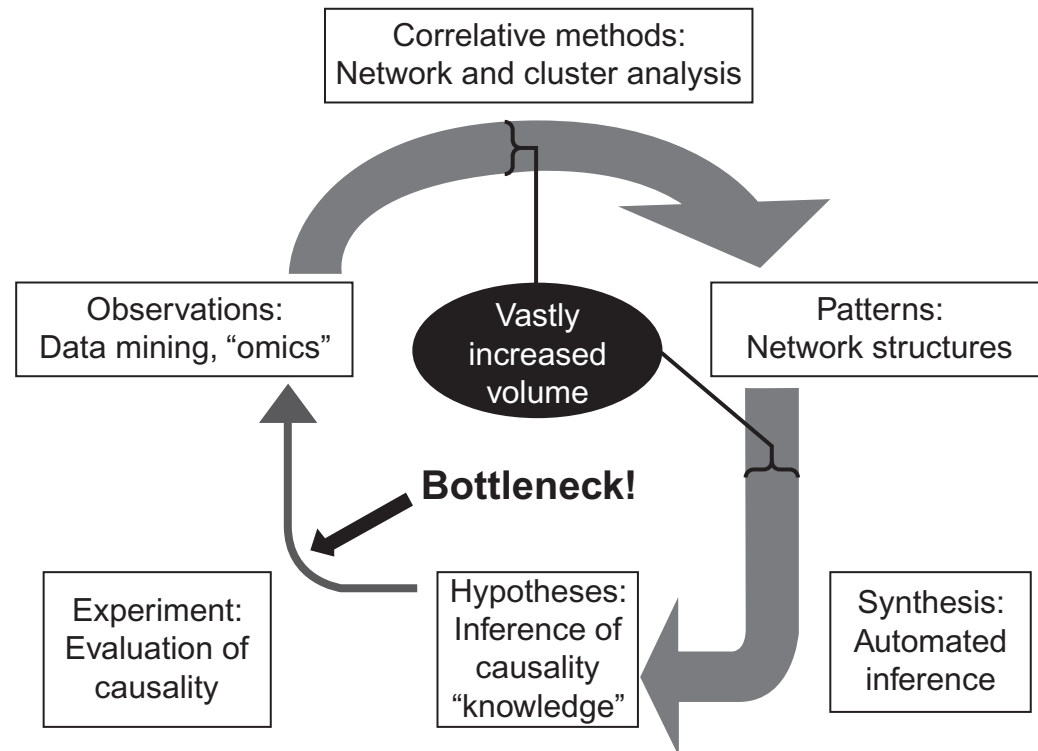 Correlative methods:
Network and cluster analysis
Observations:
Data mining, “omics”
Vastly
increased
volume
Patterns:
Network structures
Bottleneck!
Experiment:
Evaluation of
causality
Hypotheses:
Inference of
causality
“knowledge”
Synthesis:
Automated
inference